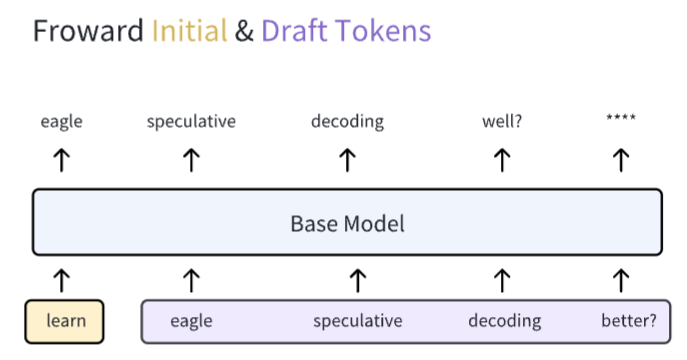 Froward Initial & Draft Tokens
eagle speculative decoding well? ****
Base Model
learn eagle speculative decoding better?